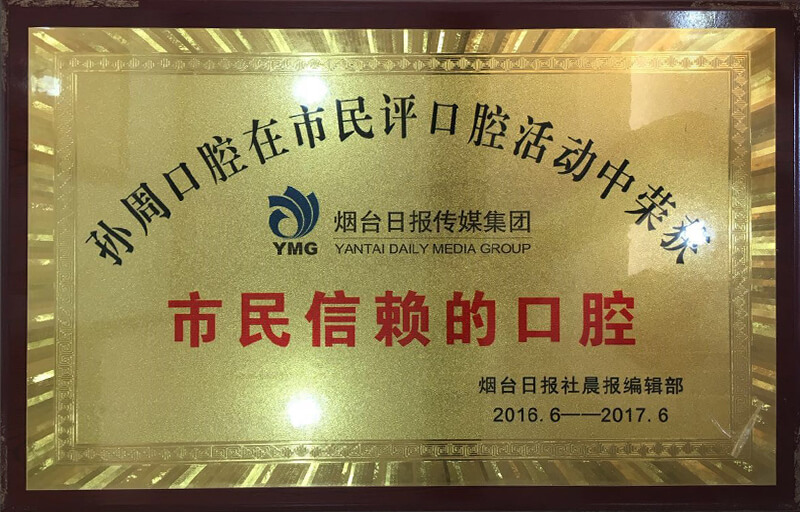 孙周口腔在市民评口腔活动中荣获
YMG
烟台日报传媒集团
YANTAI DAILY MEDIA GROUP
市民信赖的口腔
烟台日报社晨报编辑部
2016.6——2017.6